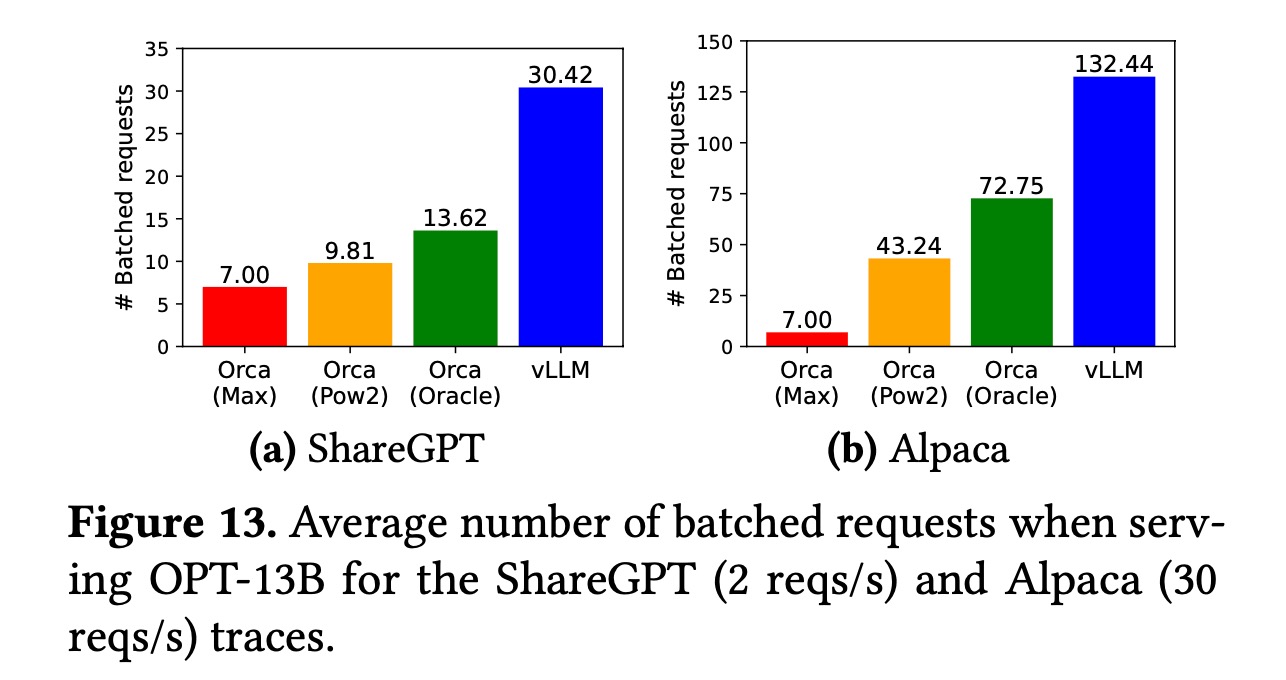 35
30
25
20
15
10
5
0
# Batched requests
7.00
9.81
13.62
30.42
Orca
(Max)
Orca
(Pow2)
Orca
(Oracle)
vLLM
(a) ShareGPT
150
125
100
75
50
25
0
# Batched requests
7.00
43.24
72.75
132.44
Orca
(Max)
Orca
(Pow2)
Orca
(Oracle)
vLLM
(b) Alpaca
Figure 13. Average number of batched requests when serv-
ing OPT-13B for the ShareGPT (2 reqs/s) and Alpaca (30
reqs/s) traces.